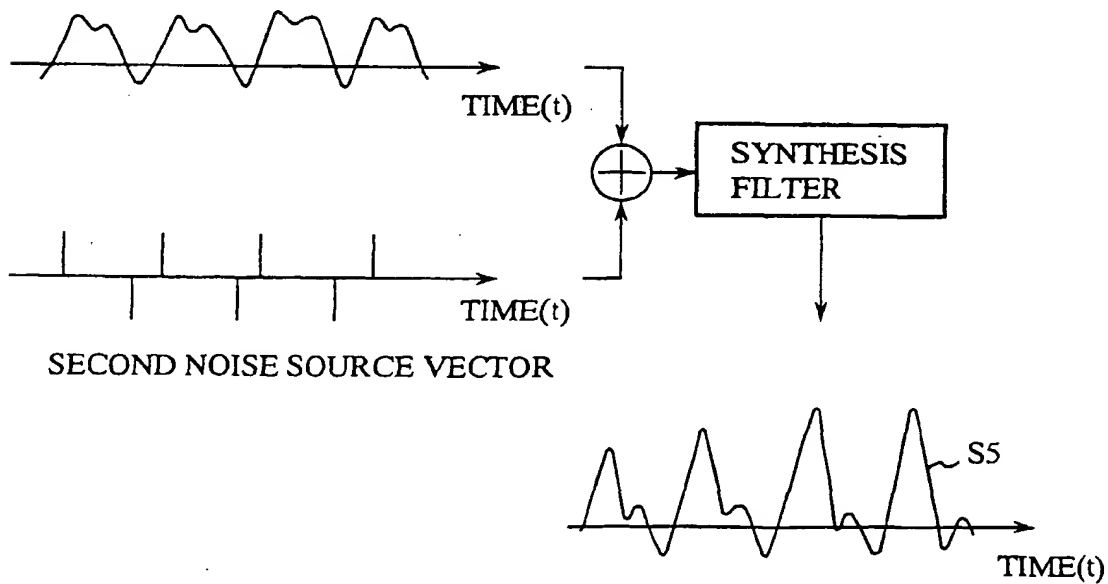 TIME(t)
SYNTHESIS
FILTER
TIME(t)
SECOND NOISE SOURCE VECTOR
S5
TIME(t)